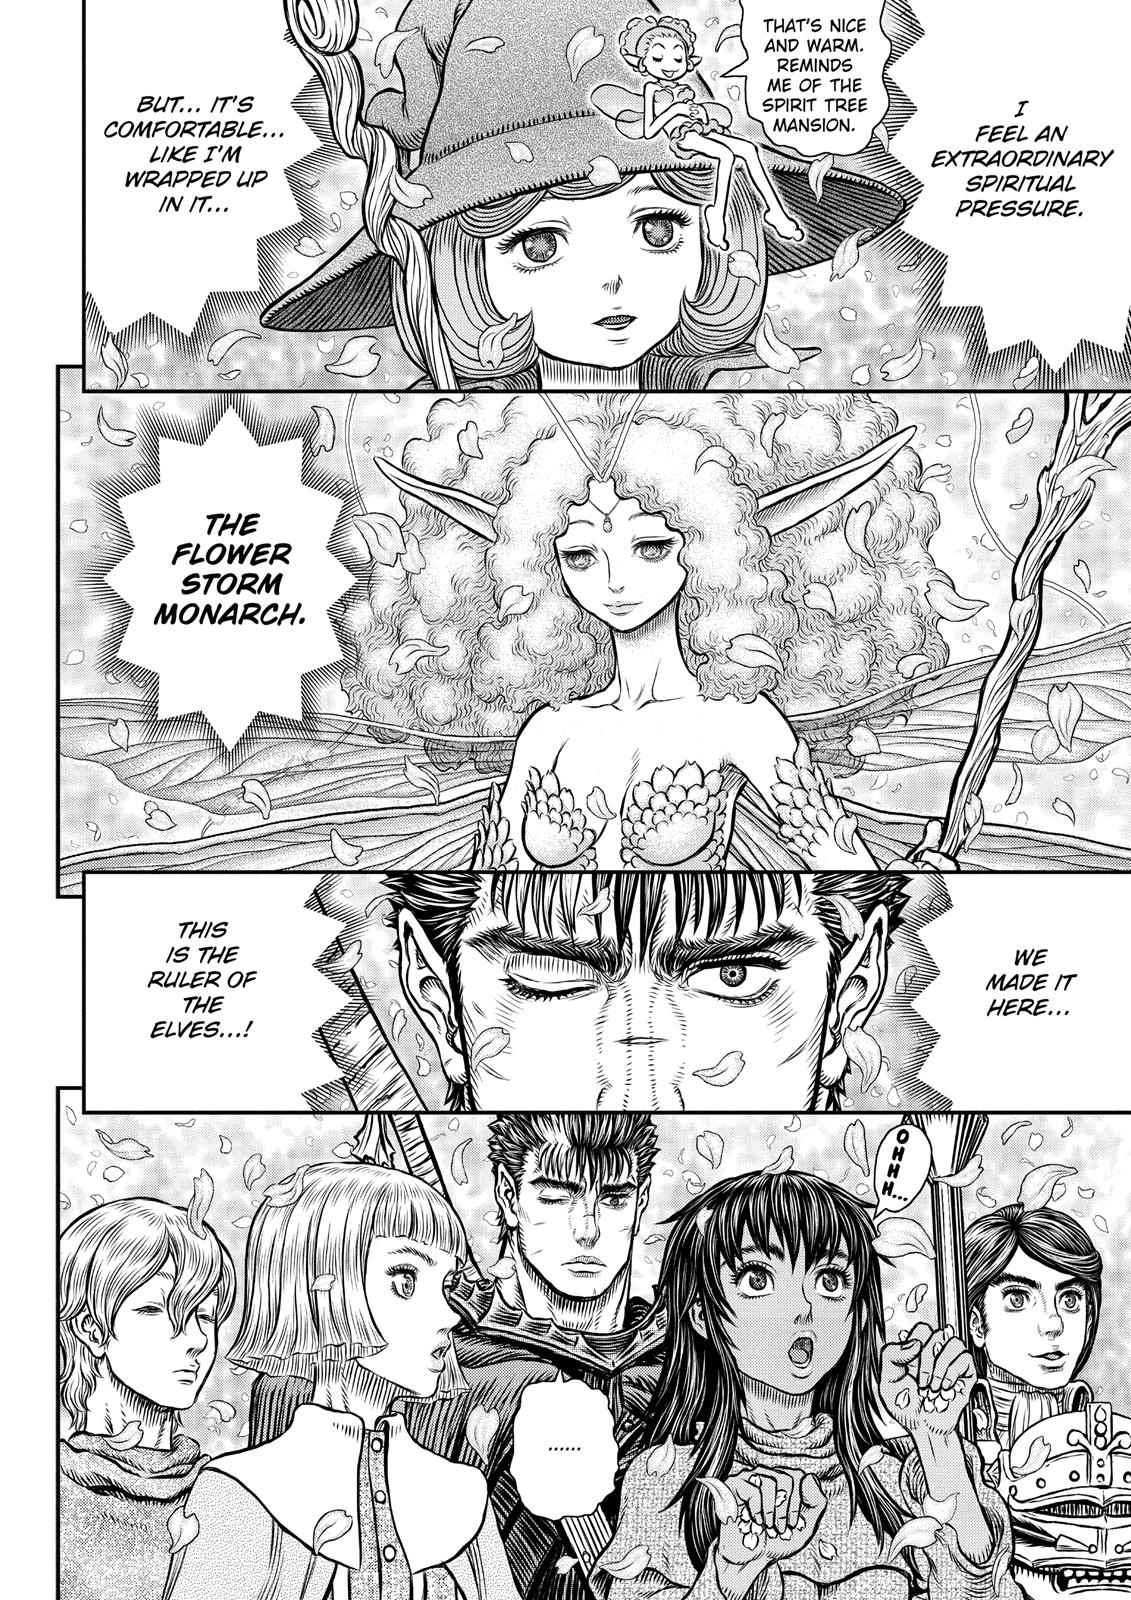 I
FEEL AN
EXTRAORDINARY
SPIRITUAL
PRESSURE.
THAT'S NICE
AND WARM.
REMINDS
ME OF THE
SPIRIT TREE
MANSION.
BUT... IT'S
COMFORTABLE...
LIKE I'M
WRAPPED UP
IN IT...
THE
FLOWER
STORM
MONARCH.
WE
MADE IT
HERE...
THIS
IS THE
RULER OF
THE
ELVES...!
OHHH...
......